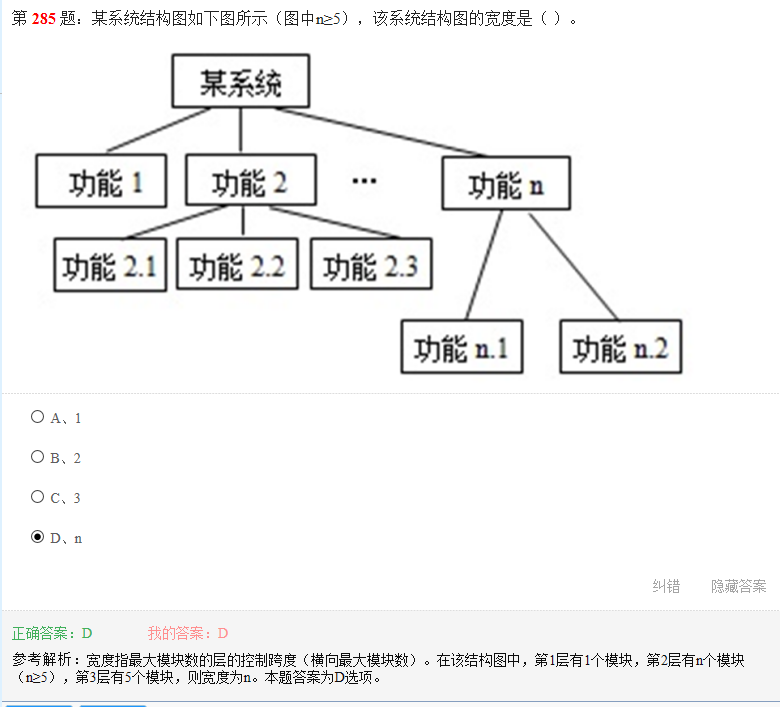 第 285 题：某系统结构图如下图所示（图中n≥5），该系统结构图的宽度是（ ）。
某系统
功能 1
功能 2
···
功能 n
功能 2.1
功能 2.2
功能 2.3
功能 n.1
功能 n.2
A、1
B、2
C、3
D、n
纠错 隐藏答案
正确答案：D 我的答案：D
参考解析：宽度指最大模块数的层的控制跨度（横向最大模块数）。在该结构图中，第1层有1个模块，第2层有n个模块
（n≥5），第3层有5个模块，则宽度为n。本题答案为D选项。